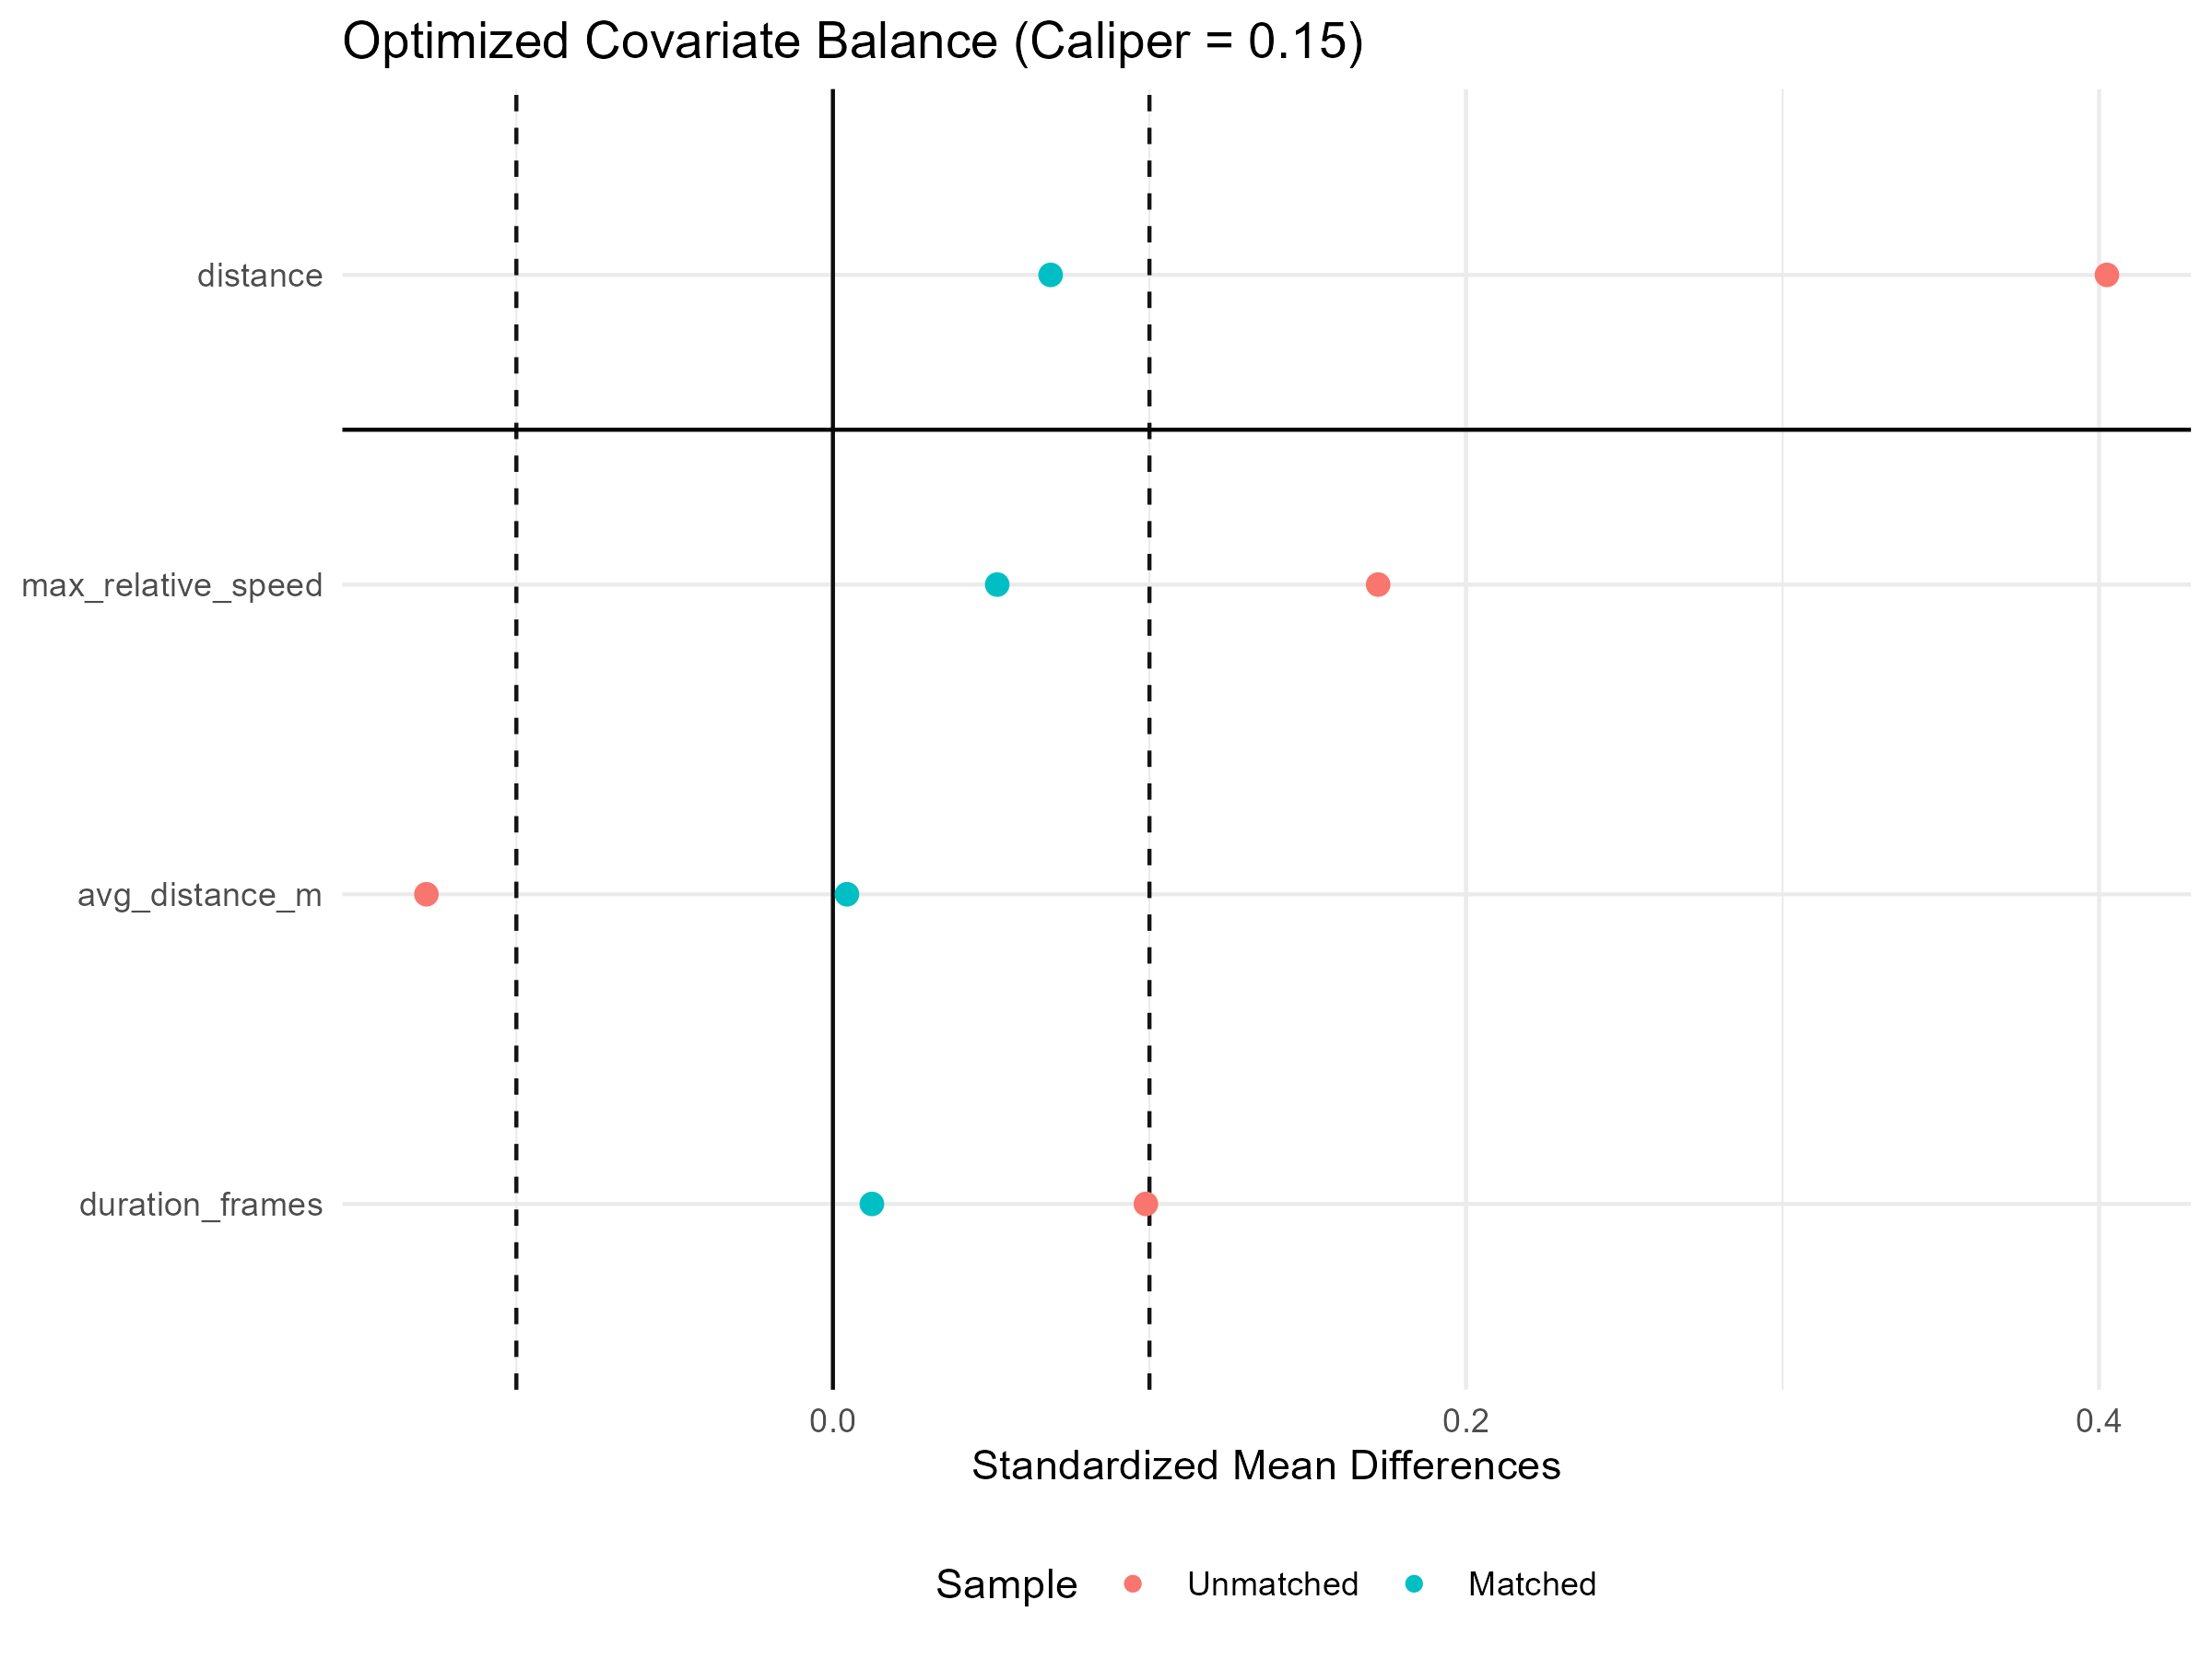 Optimized Covariate Balance (Caliper = 0.15)
distance
max_relative_speed
avg_distance_m
duration_frames
0.0 0.2 0.4
Standardized Mean Differences
Sample Unmatched Matched